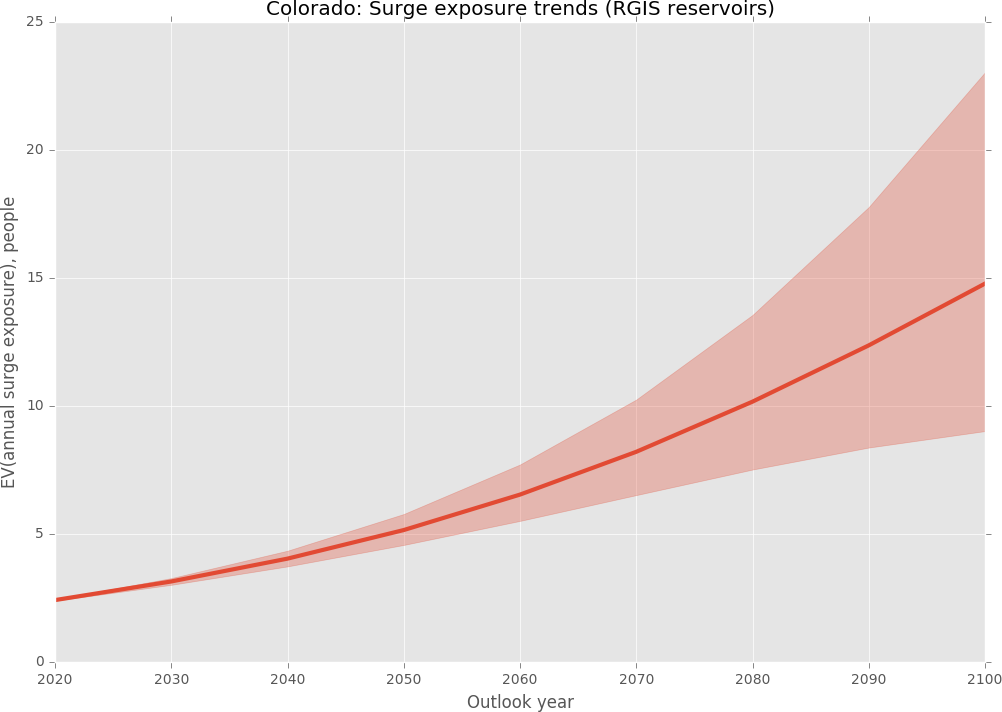 Colorado: Surge exposure trends (RGIS reservoirs)
25
20
15
10
5
0
EV(annual surge exposure), people
2020 2030 2040 2050 2060 2070 2080 2090 2100
Outlook year